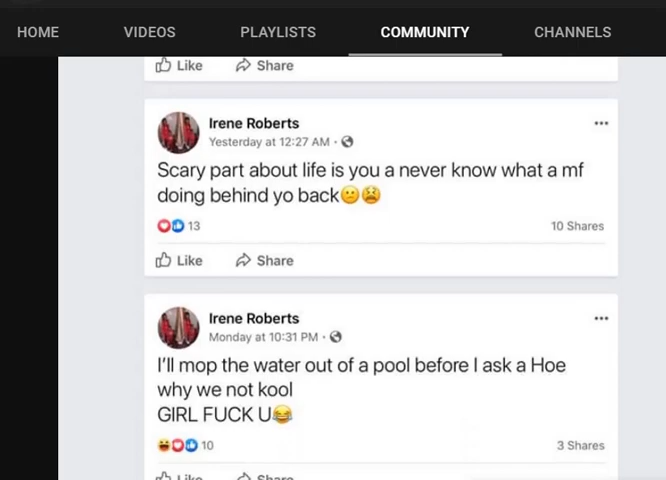 HOME VIDEOS PLAYLISTS COMMUNITY CHANNELS
Like Share
Irene Roberts
Yesterday at 12:27 AM ·
Scary part about life is you a never know what a mf
doing behind yo back😕😫
13 10 Shares
Like Share
Irene Roberts
Monday at 10:31 PM ·
I'll mop the water out of a pool before I ask a Hoe
why we not kool
GIRL FUCK U😂
10 3 Shares
Like Share